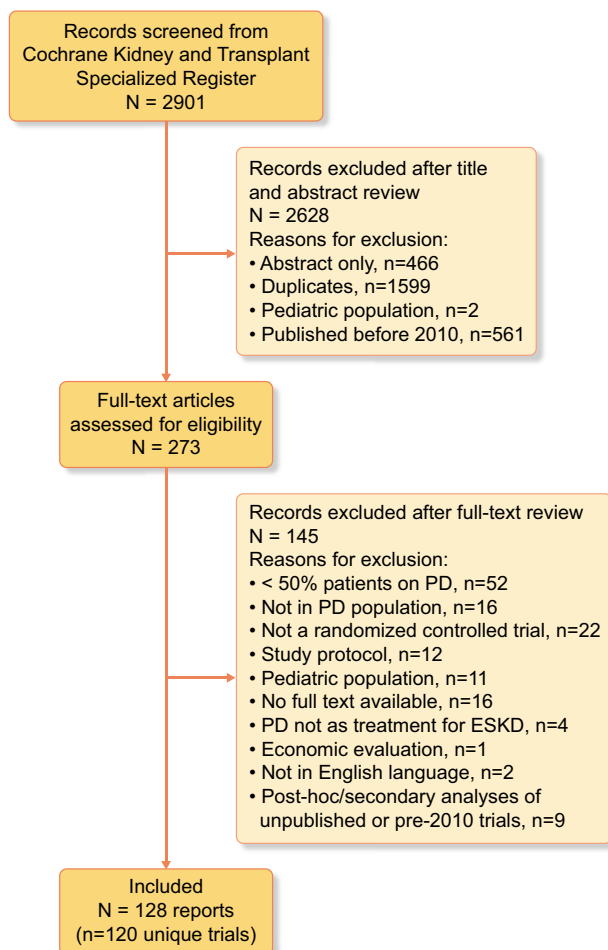 Records screened from
Cochrane Kidney and Transplant
Specialized Register
N = 2901
Records excluded after title
and abstract review
N = 2628
Reasons for exclusion:
• Abstract only, n=466
• Duplicates, n=1599
• Pediatric population, n=2
• Published before 2010, n=561
Full-text articles
assessed for eligibility
N = 273
Records excluded after full-text review
N = 145
Reasons for exclusion:
• < 50% patients on PD, n=52
• Not in PD population, n=16
• Not a randomized controlled trial, n=22
• Study protocol, n=12
• Pediatric population, n=11
• No full text available, n=16
• PD not as treatment for ESKD, n=4
• Economic evaluation, n=1
• Not in English language, n=2
• Post-hoc/secondary analyses of
unpublished or pre-2010 trials, n=9
Included
N = 128 reports
(n=120 unique trials)